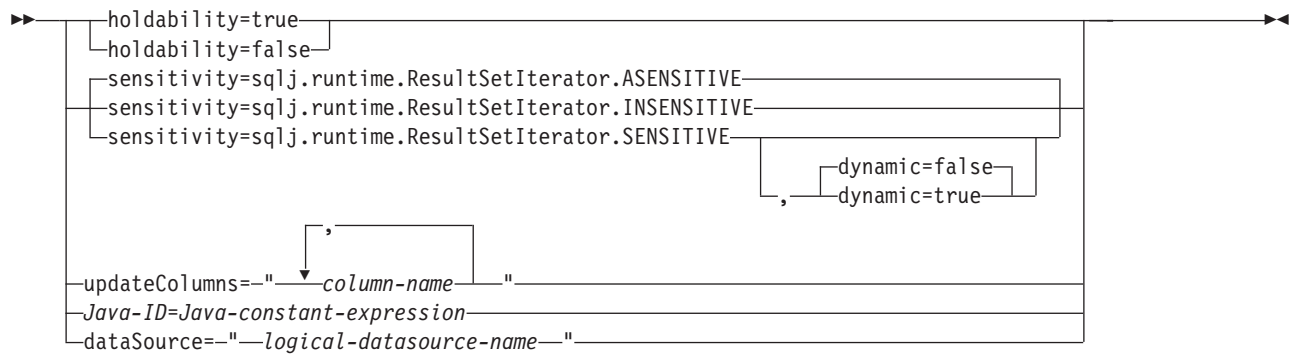 holdability=true
holdability=false
sensitivity=sqlj.runtime.ResultSetIterator.ASENSITIVE
sensitivity=sqlj.runtime.ResultSetIterator.INSENSITIVE
sensitivity=sqlj.runtime.ResultSetIterator.SENSITIVE
dynamic=false
, dynamic=true
,
updateColumns= " column-name "
Java-ID=Java-constant-expression
dataSource= " logical-datasource-name "